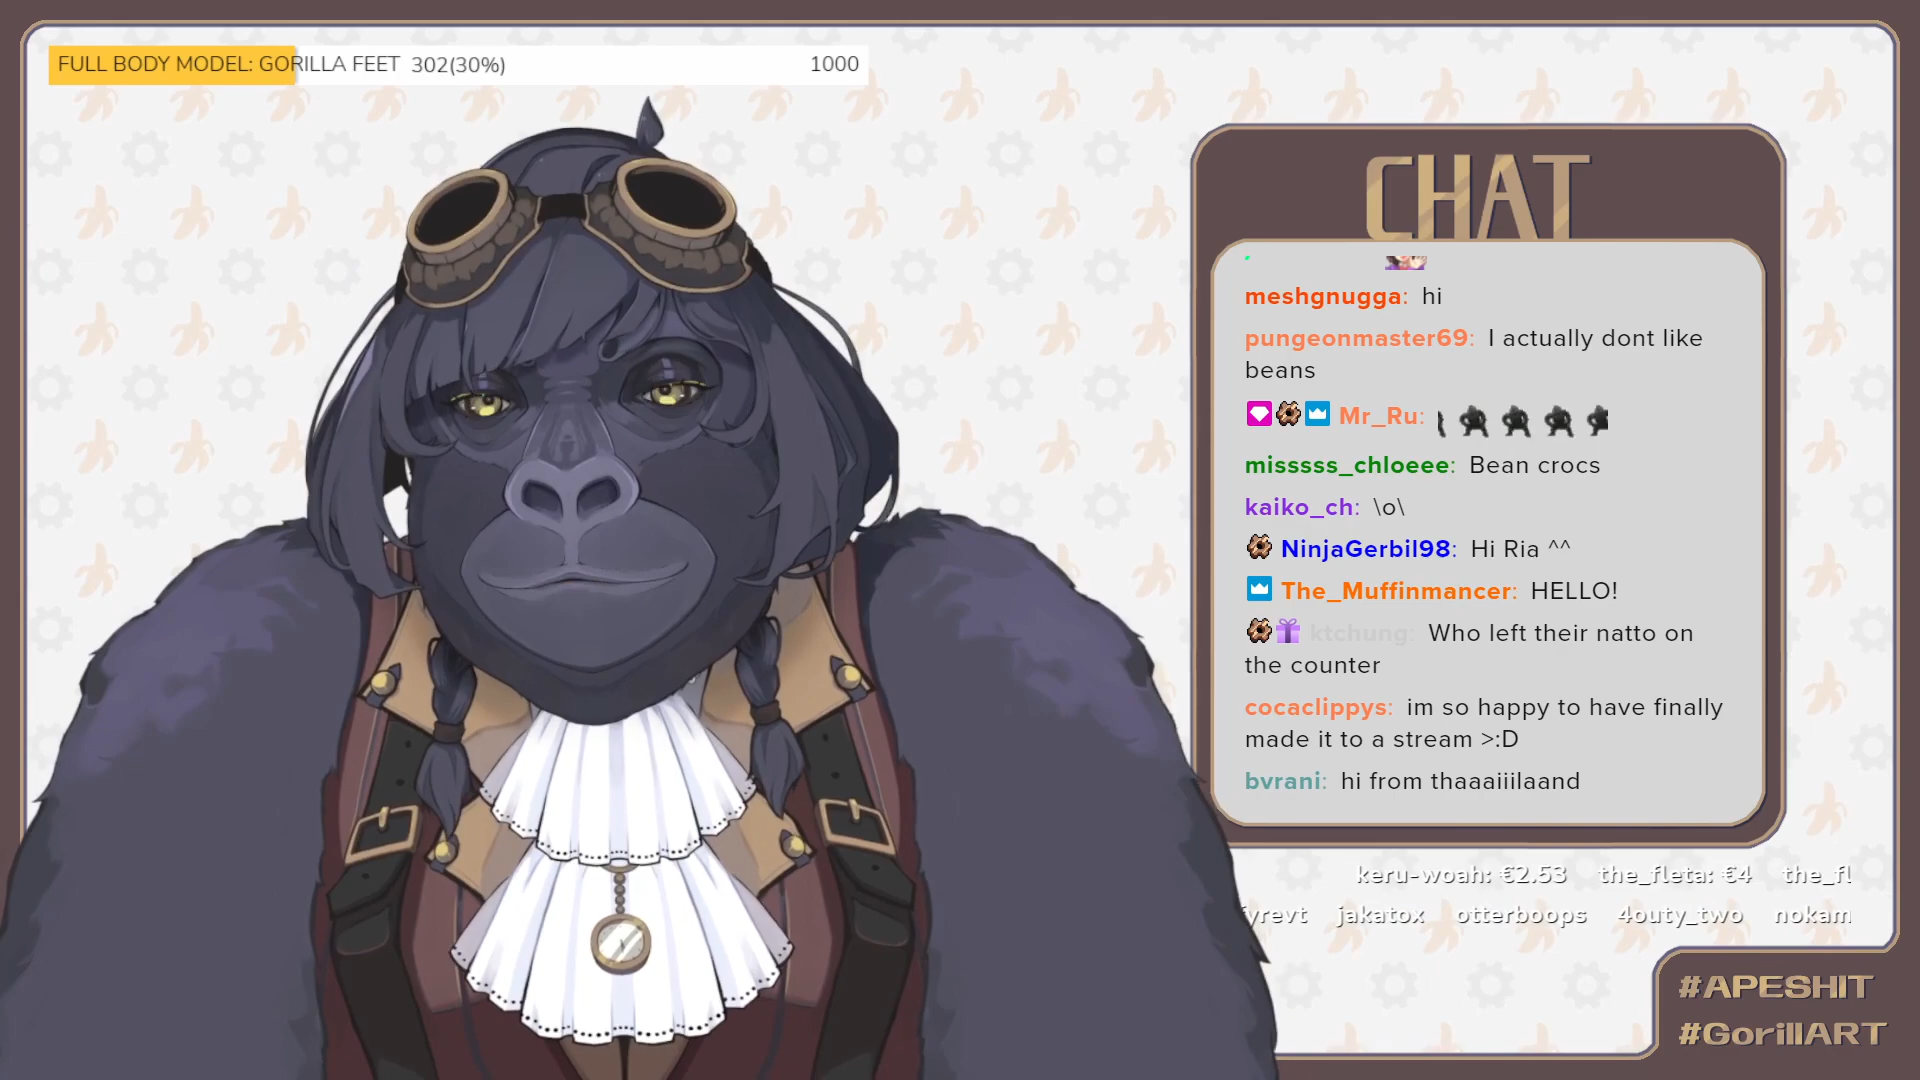 FULL BODY MODEL: GORILLA FEET 302(30%) 1000
CHAT
meshgnugga: hi
pungeonmaster69: I actually dont like
beans
Mr_Ru:
misssss_chloeee: Bean crocs
kaiko_ch: \o\
NinjaGerbil98: Hi Ria ^^
The_Muffinmancer: HELLO!
ktchung: Who left their natto on
the counter
cocaclippys: im so happy to have finally
made it to a stream >:D
bvrani: hi from thaaaiiilaand
keru-woah: €2.53 the_fleta: €4 the_fl
yrevt jakatox otterboops 4outy_two nokam
#APESHIT
#GorillART